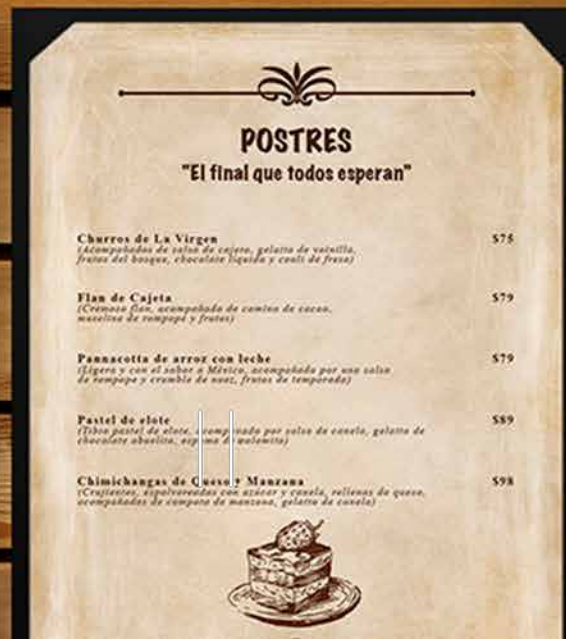 POSTRES
"El final que todos esperan"
Churros de La Virgen $75
(Acompañados de salsa de cajeta, gelatto de vainilla,
frutos del bosque, chocolate líquido y coulí de fresa)
Flan de Cajeta $79
(Cremoso flan, acompañado de camino de cacao,
muselina de rompope y frutos)
Pannacotta de arroz con leche $79
(Ligera y con el sabor a México, acompañada por una salsa
de rompope y crumble de nuez, frutos de temporada)
Pastel de elote $89
(Tibio pastel de elote, acompañado por salsa de canela, gelatto de
chocolate abuelita, espuma de
Chimichangas de Queso y Manzana $98
(Crujientes, espolvoreadas con azúcar y canela, rellenas de queso,
acompañadas de compota de manzana, gelatto de canela)